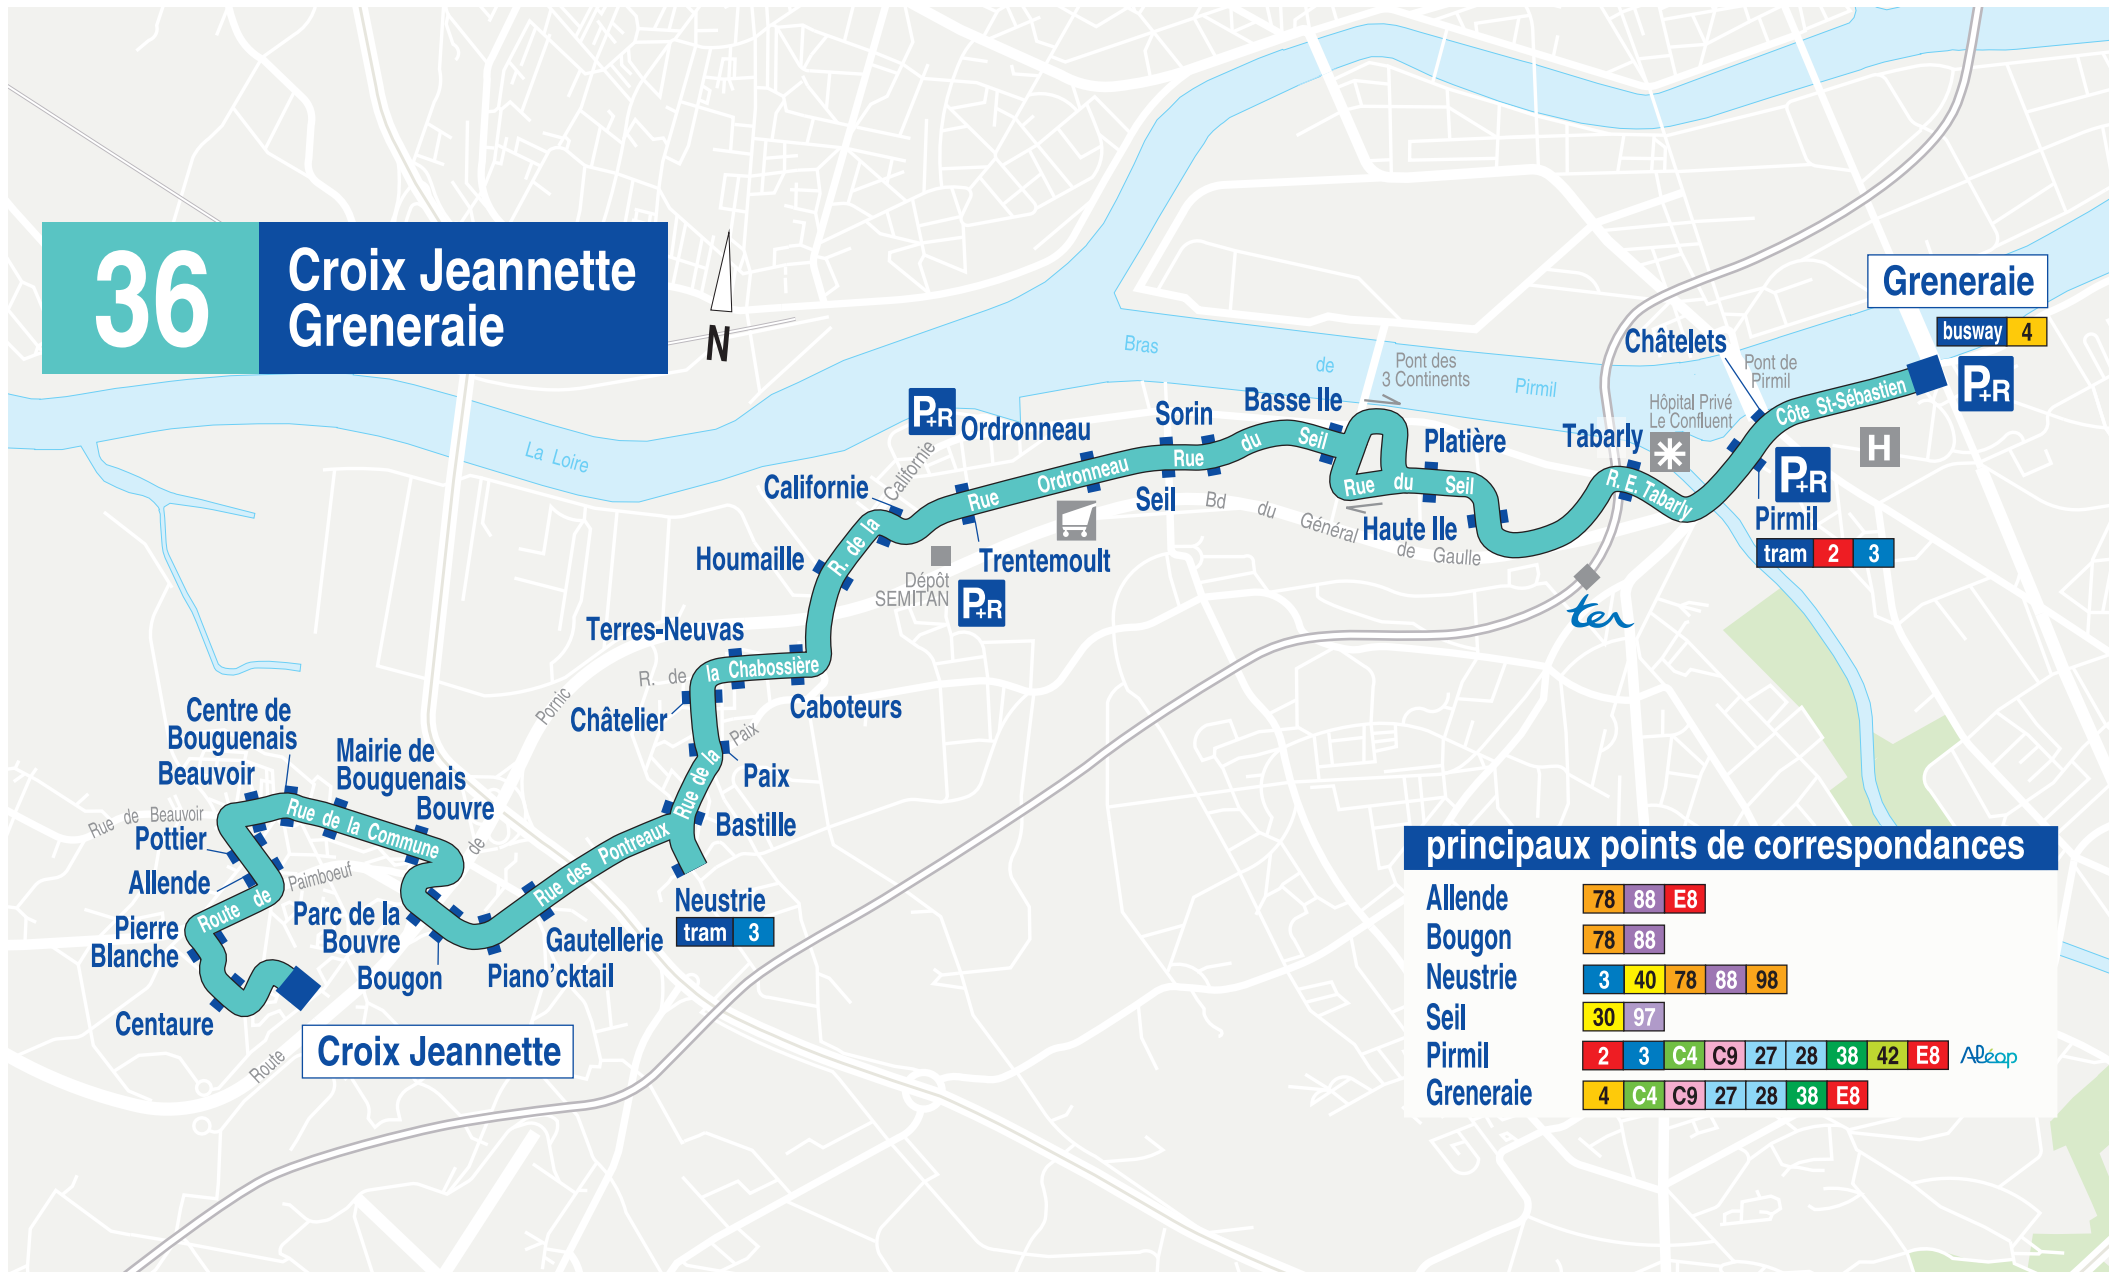 36
Croix Jeannette
Greneraie
N
Greneraie
busway 4
P+R
Châtelets
Pont de
Pirmil
Côte St-Sébastien
H
Hôpital Privé
Le Confluent
Tabarly
R. E. Tabarly
P+R
Pirmil
tram 2 3
ter
Bras de Pirmil
Pont des
3 Continents
La Loire
Basse Ile
Sorin
Platière
Haute Ile
Rue du Seil
Rue du Seil
Seil
Bd du Général de Gaulle
P+R
Ordronneau
Rue Ordronneau
Californie
Californie
R. de la
Trentemoult
Dépôt
SEMITAN
P+R
Houmaille
Terres-Neuvas
R. de la Chabossière
Châtelier
Caboteurs
Pornic
Paix
Rue de la
Paix
Bastille
Neustrie
tram 3
Rue des Pontreaux
Gautellerie
Piano'cktail
Bougon
Parc de la
Bouvre
Bouvre
Mairie de
Bouguenais
Centre de
Bouguenais
Beauvoir
Rue de la Commune
de
Rue de Beauvoir
Pottier
Allende
Paimboeuf
Route de
Pierre
Blanche
Centaure
Route
Croix Jeannette
principaux points de correspondances
Allende 78 88 E8
Bougon 78 88
Neustrie 3 40 78 88 98
Seil 30 97
Pirmil 2 3 C4 C9 27 28 38 42 E8 Aléop
Greneraie 4 C4 C9 27 28 38 E8